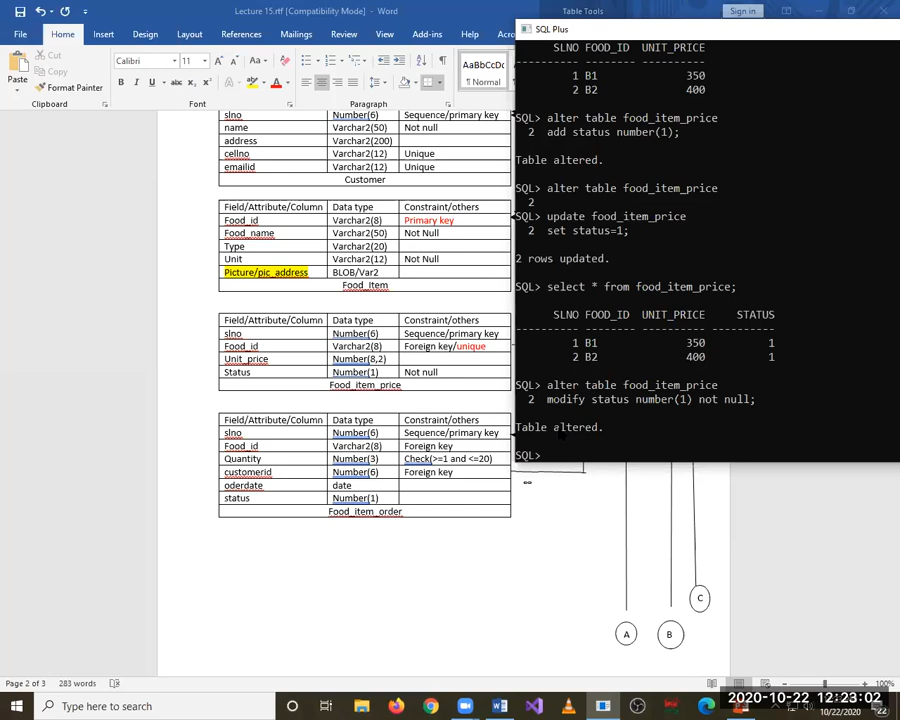 Lecture 15.rtf [Compatibility Mode] - Word
Table Tools
Sign in
File Home Insert Design Layout References Mailings Review View Help Acro
Paste
Cut
Copy
Format Painter
Clipboard
Calibri 11
Font
Paragraph
AaBbCcDc
¶ Normal
slno Number(6) Sequence/primary key
name Varchar2(50) Not null
address Varchar2(200)
cellno Varchar2(12) Unique
emailid Varchar2(12) Unique
Customer
Field/Attribute/Column Data type Constraint/others
Food_id Varchar2(8) Primary key
Food_name Varchar2(50) Not Null
Type Varchar2(20)
Unit Varchar2(12) Not Null
Picture/pic_address BLOB/Var2
Food_Item
Field/Attribute/Column Data type Constraint/others
slno Number(6) Sequence/primary key
Food_id Varchar2(8) Foreign key/unique
Unit_price Number(8,2)
Status Number(1) Not null
Food_item_price
Field/Attribute/Column Data type Constraint/others
slno Number(6) Sequence/primary key
Food_id Varchar2(8) Foreign key
Quantity Number(3) Check(>=1 and <=20)
customerid Number(6) Foreign key
oderdate date
status Number(1)
Food_item_order
A
B
C
SQL Plus
SLNO FOOD_ID UNIT_PRICE
---------- -------- ----------
1 B1 350
2 B2 400
SQL> alter table food_item_price
2 add status number(1);
Table altered.
SQL> alter table food_item_price
2
SQL> update food_item_price
2 set status=1;
2 rows updated.
SQL> select * from food_item_price;
SLNO FOOD_ID UNIT_PRICE STATUS
---------- -------- ---------- ----------
1 B1 350 1
2 B2 400 1
SQL> alter table food_item_price
2 modify status number(1) not null;
Table altered.
SQL>
Page 2 of 3 283 words
100%
Type here to search
2020-10-22 12:23:02
10/22/2020